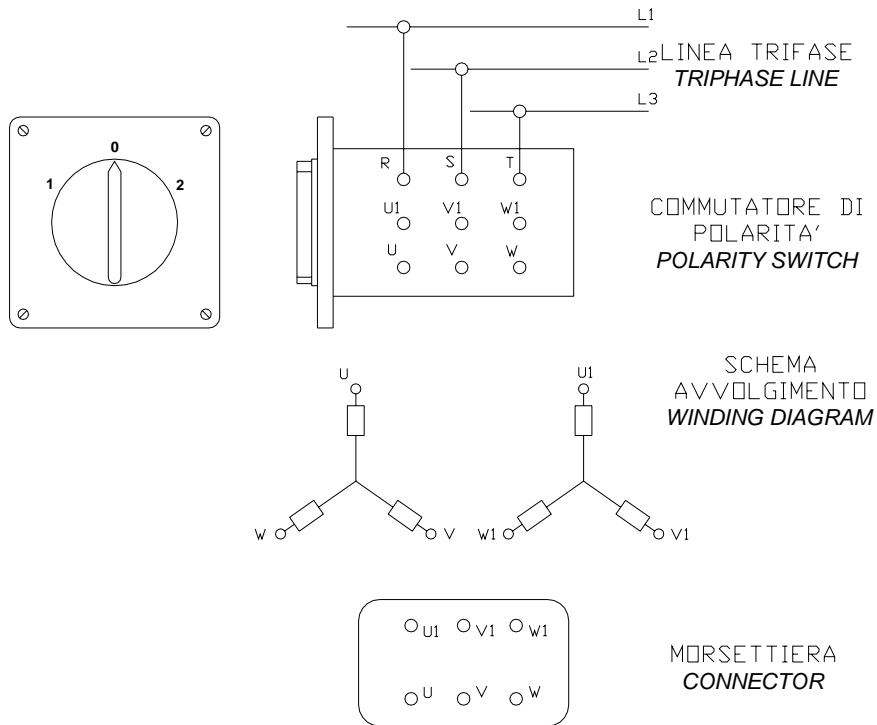 L1
L2 LINEA TRIFASE
TRIPHASE LINE
L3
0
1
2
R S T
U1 V1 W1
U V W
COMMUTATORE DI
POLARITA'
POLARITY SWITCH
SCHEMA
AVVOLGIMENTO
WINDING DIAGRAM
U
W V
U1
W1 V1
U1 V1 W1
U V W
MORSETTIERA
CONNECTOR